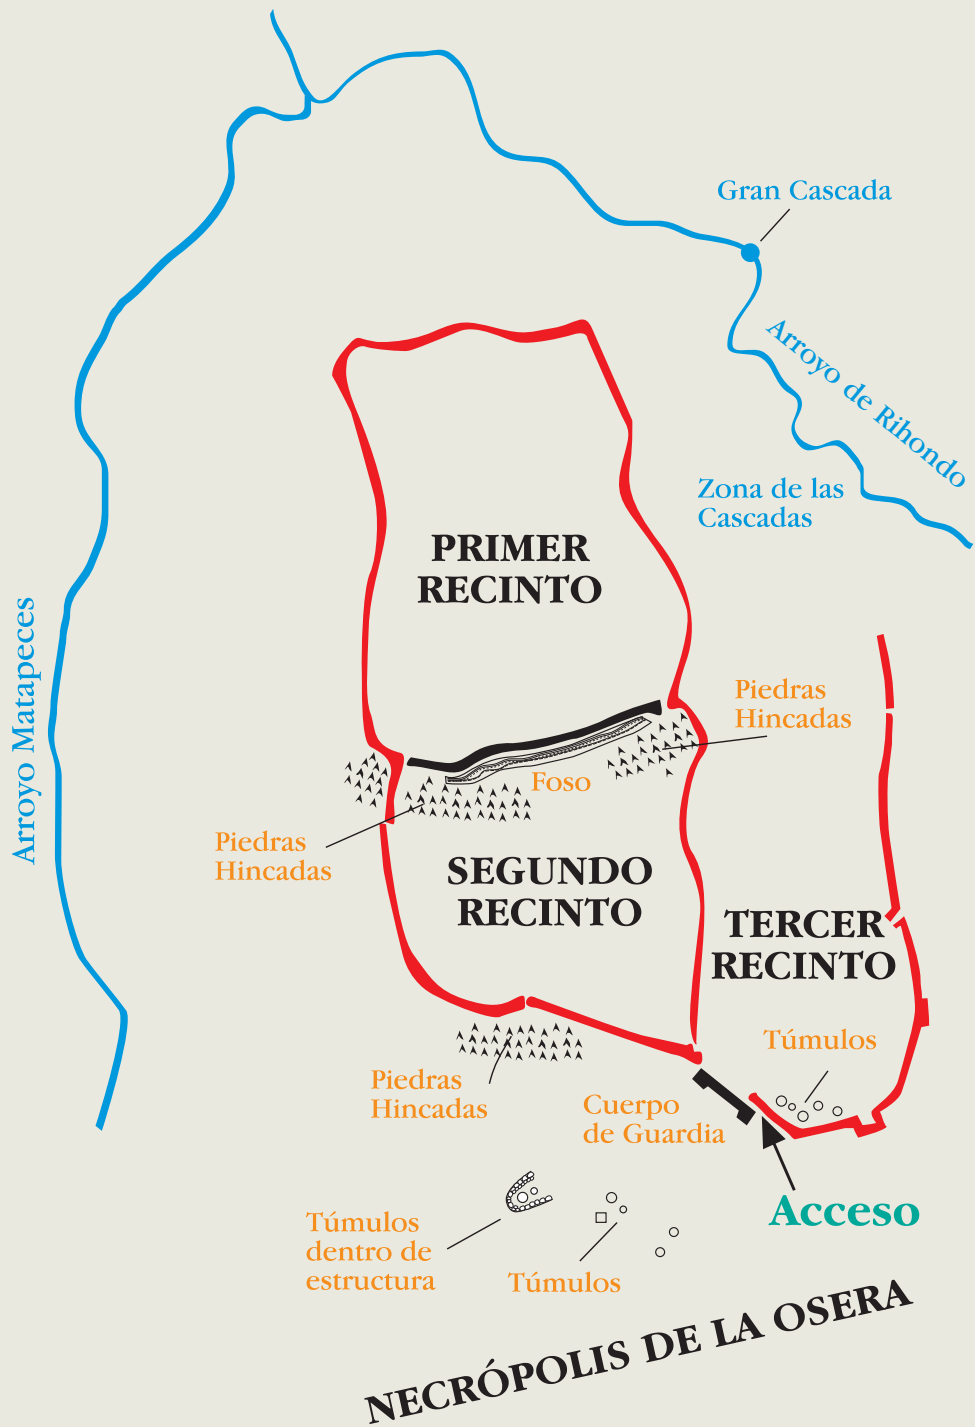 Gran Cascada
Arroyo de Rihondo
Zona de las
Cascadas
PRIMER
RECINTO
Arroyo Matapeces
Piedras
Hincadas
Foso
Piedras
Hincadas
SEGUNDO
RECINTO
TERCER
RECINTO
Túmulos
Piedras
Hincadas
Cuerpo
de Guardia
Acceso
Túmulos
dentro de
estructura
Túmulos
NECRÓPOLIS DE LA OSERA